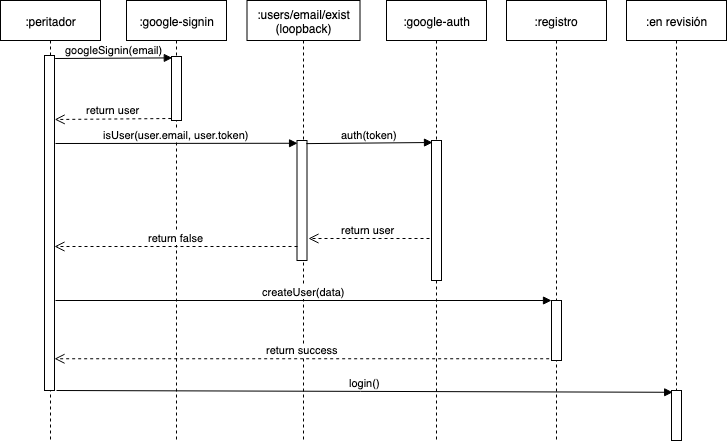 :peritador
:google-signin
:users/email/exist
(loopback)
:google-auth
:registro
:en revisión
googleSignin(email)
return user
isUser(user.email, user.token)
auth(token)
return user
return false
createUser(data)
return success
login()